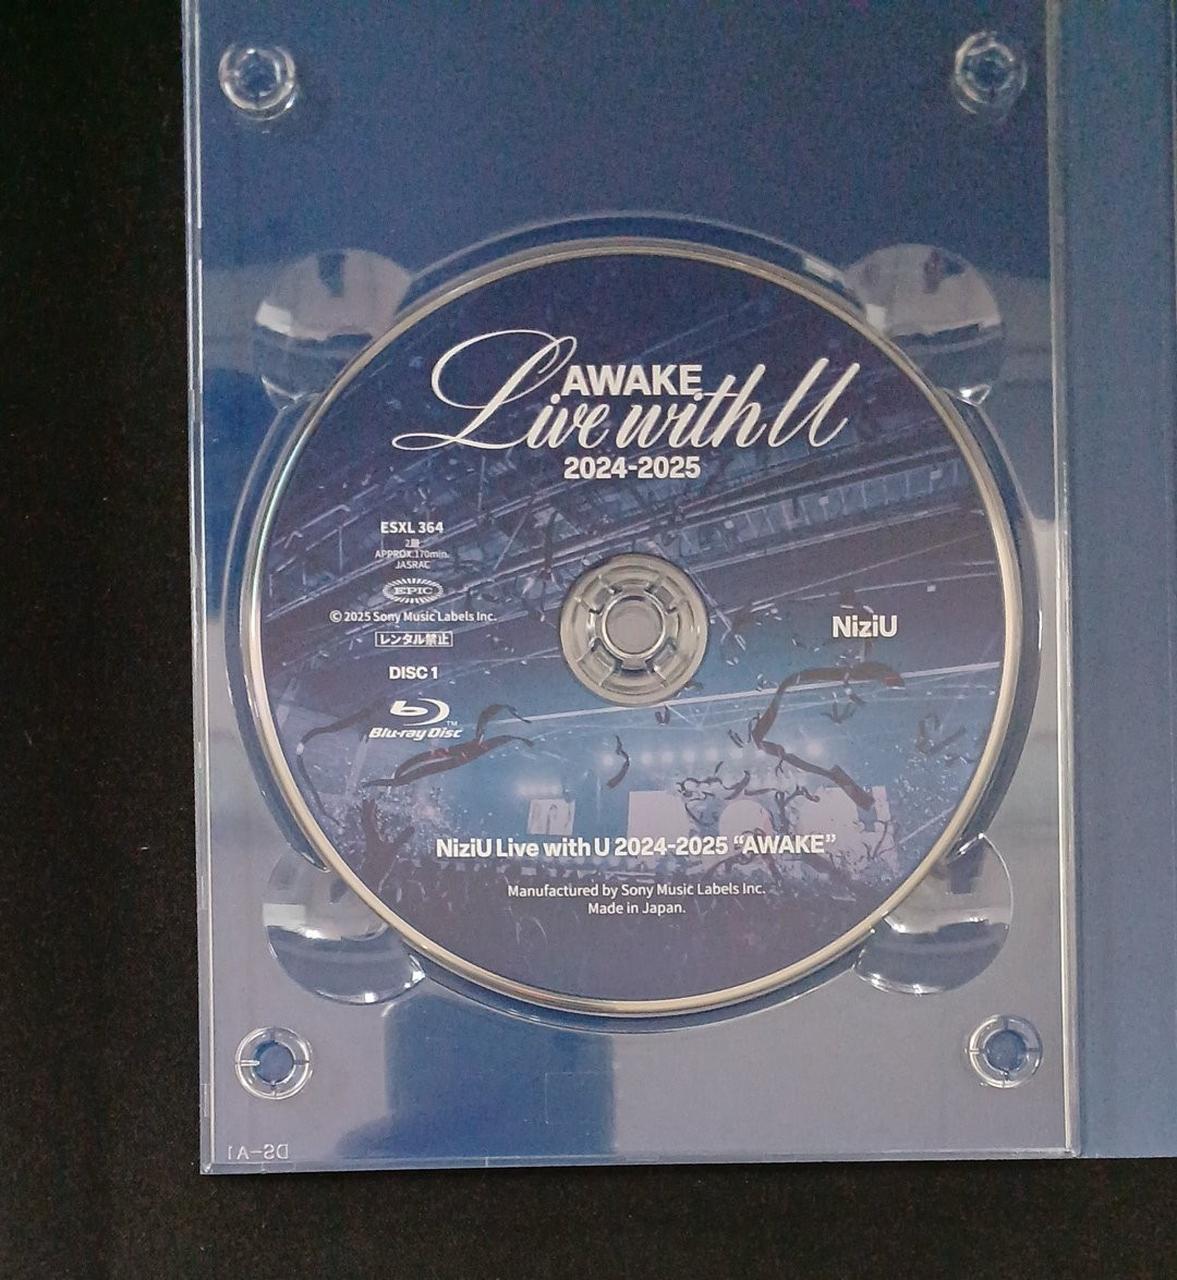 AWAKE
Live with U
2024-2025
ESXL 364
2層
APPROX.170min.
JASRAC
EPIC
© 2025 Sony Music Labels Inc.
レンタル禁止
DISC 1
Blu-ray Disc
TM
NiziU
NiziU Live with U 2024-2025 “AWAKE”
Manufactured by Sony Music Labels Inc.
Made in Japan.
DS-A1